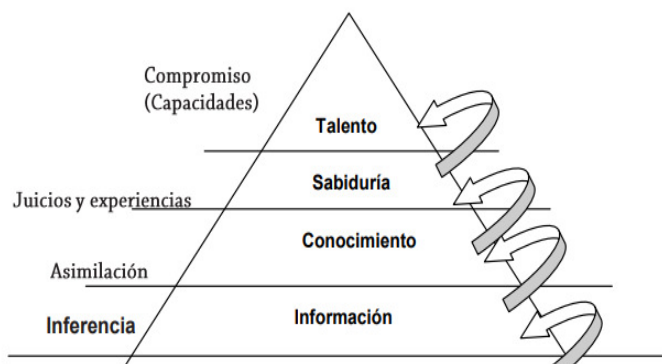 Compromiso
(Capacidades)
Talento
Sabiduría
Juicios y experiencias
Conocimiento
Asimilación
Información
Inferencia